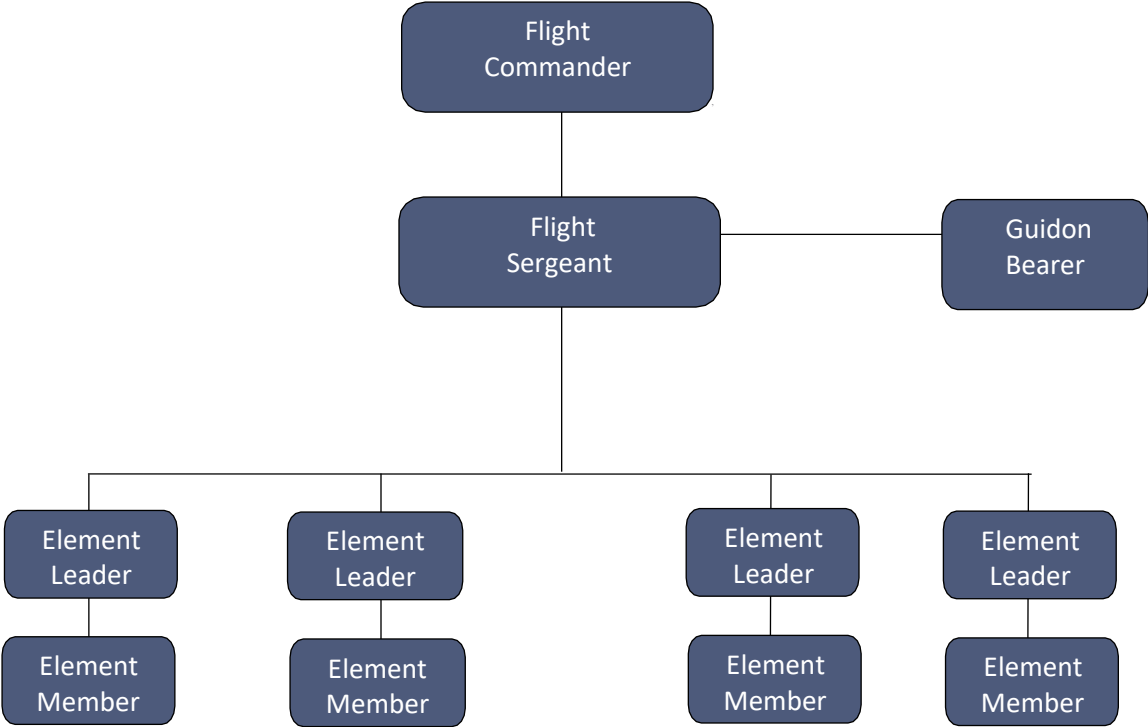 Flight
Commander
Flight
Sergeant
Guidon
Bearer
Element
Leader
Element
Leader
Element
Leader
Element
Leader
Element
Member
Element
Member
Element
Member
Element
Member